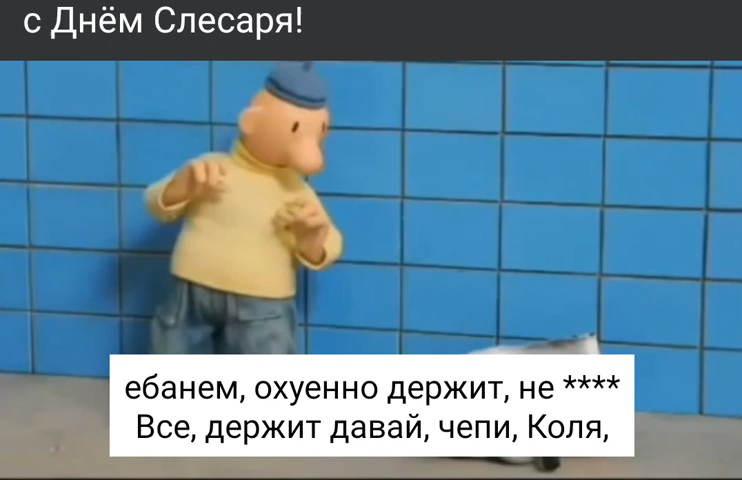 с Днём Слесаря!
ебанем, охуенно держит, не ****
Все, держит давай, чепи, Коля,